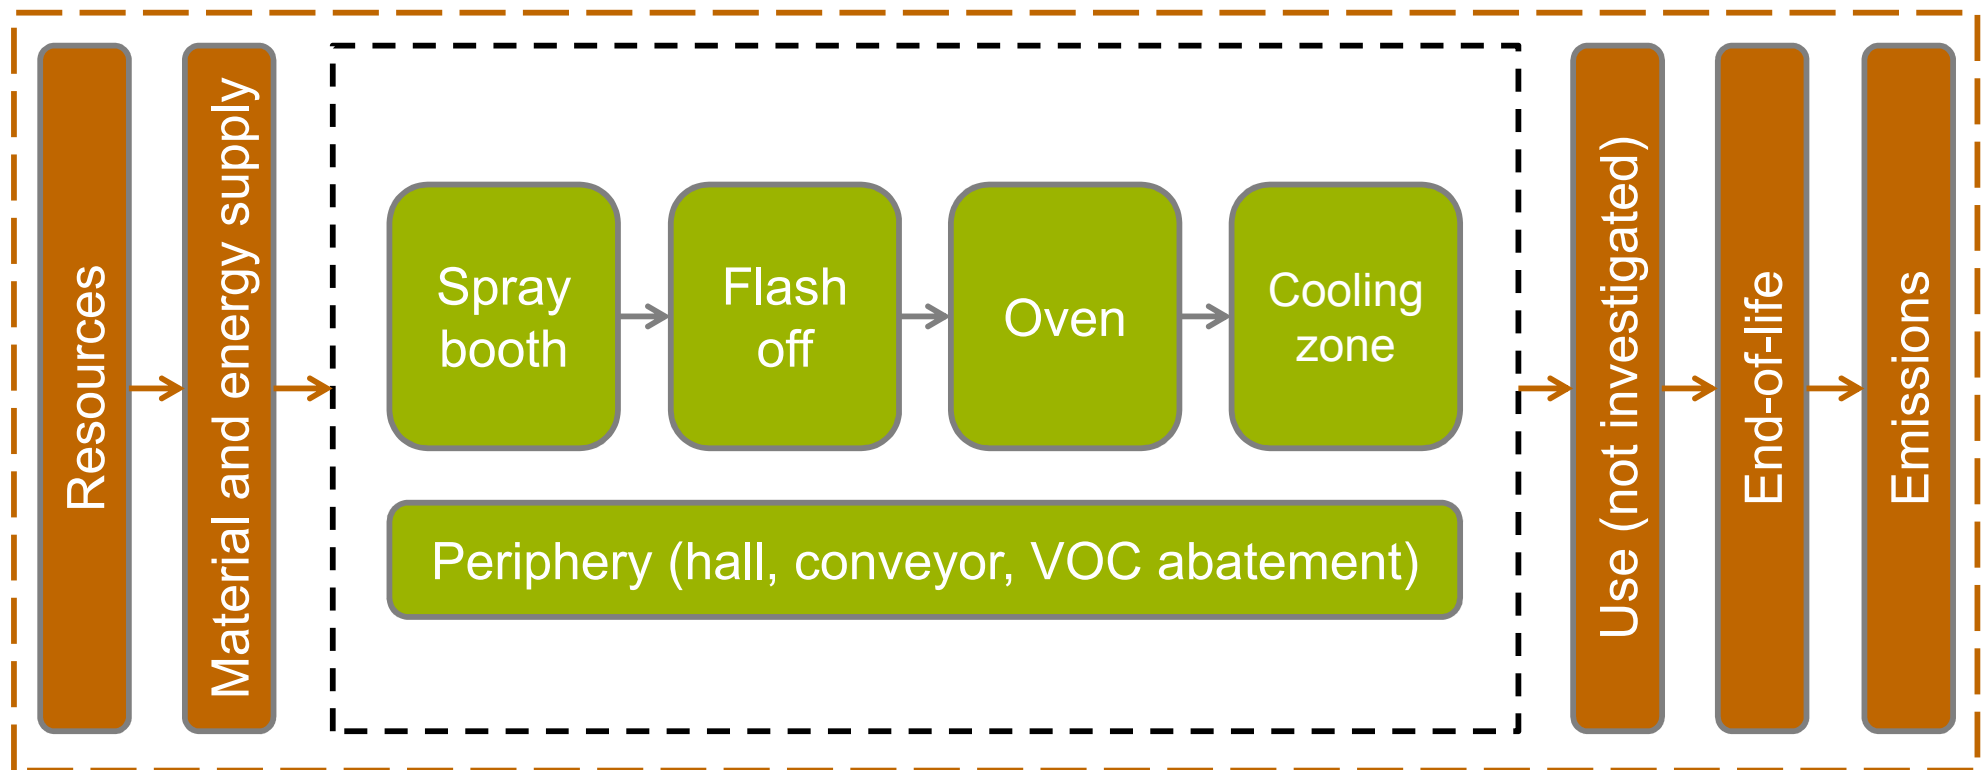 Resources
Material and energy supply
Spray
booth
Flash
off
Oven
Cooling
zone
Periphery (hall, conveyor, VOC abatement)
Use (not investigated)
End-of-life
Emissions